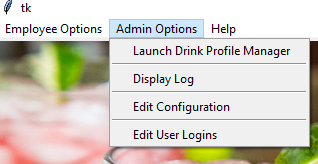 tk
Employee Options Admin Options Help
Launch Drink Profile Manager
Display Log
Edit Configuration
Edit User Logins